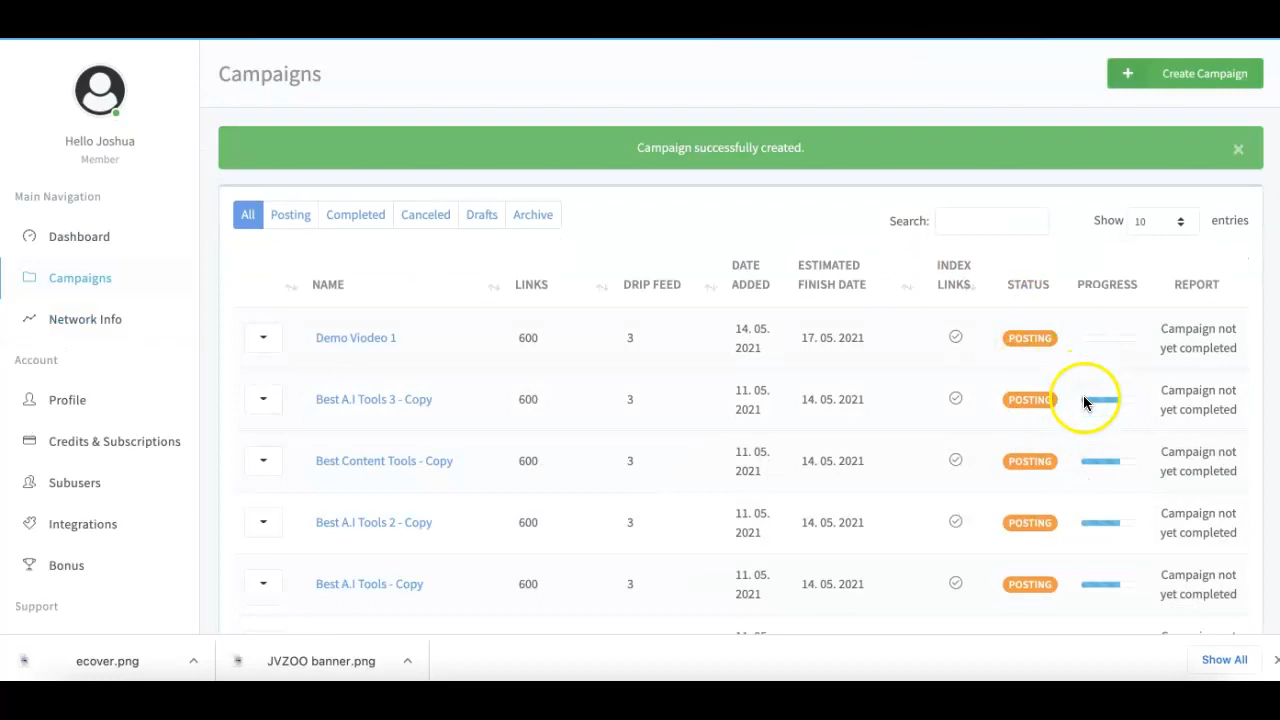 Campaigns
+ Create Campaign
Hello Joshua
Member
Campaign successfully created.
×
Main Navigation
Dashboard
Campaigns
Network Info
Account
Profile
Credits & Subscriptions
Subusers
Integrations
Bonus
Support
All Posting Completed Canceled Drafts Archive
Search: Show 10 entries
NAME LINKS DRIP FEED DATE ADDED ESTIMATED FINISH DATE INDEX LINKS STATUS PROGRESS REPORT
Demo Viodeo 1 600 3 14. 05. 2021 17. 05. 2021 POSTING Campaign not yet completed
Best A.I Tools 3 - Copy 600 3 11. 05. 2021 14. 05. 2021 POSTING Campaign not yet completed
Best Content Tools - Copy 600 3 11. 05. 2021 14. 05. 2021 POSTING Campaign not yet completed
Best A.I Tools 2 - Copy 600 3 11. 05. 2021 14. 05. 2021 POSTING Campaign not yet completed
Best A.I Tools - Copy 600 3 11. 05. 2021 14. 05. 2021 POSTING Campaign not yet completed
ecover.png JVZOO banner.png Show All ×